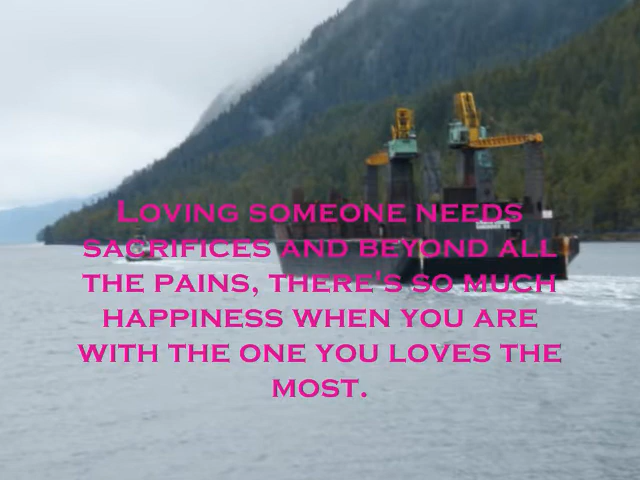 Loving someone needs
sacrifices and beyond all
the pains, there's so much
happiness when you are
with the one you loves the
most.